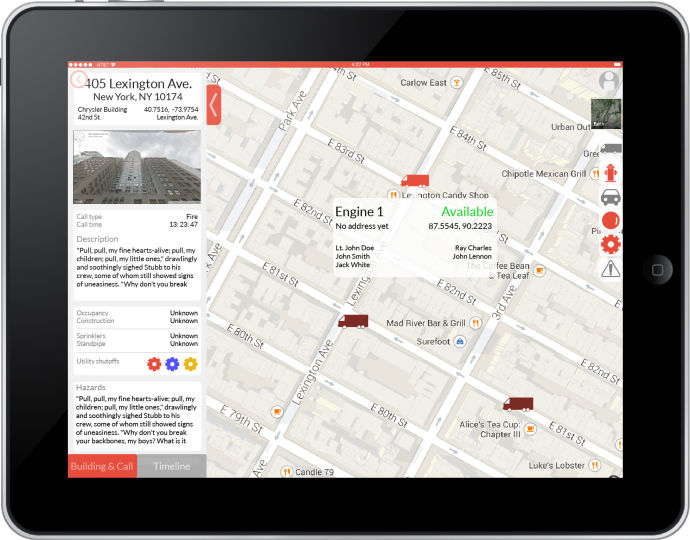 AT&T
4:22 PM
405 Lexington Ave.
New York, NY 10174
Chrysler Building 40.7516, -73.9754
42nd St. Lexington Ave.
Call type Fire
Call time 13:23:47
Description
"Pull, pull, my fine hearts-alive; pull, my
children; pull, my little ones," drawlingly
and soothingly sighed Stubb to his
crew, some of whom still showed signs
of uneasiness. "Why don't you break
Occupancy Unknown
Construction Unknown
Sprinklers Unknown
Standpipe Unknown
Utility shutoffs
Hazards
"Pull, pull, my fine hearts-alive; pull, my
children; pull, my little ones," drawlingly
and soothingly sighed Stubb to his
crew, some of whom still showed signs
of uneasiness. "Why don't you break
your backbones, my boys? What is it
Building & Call
Timeline
Carlow East
E 85th St
Park Ave
E 84th St
Urban Out
E 83rd St
Chipotle Mexican Grill
Lexington Candy Shop
E 82nd St
Engine 1 Available
No address yet 87.5545, 90.2223
Lt. John Doe Ray Charles
John Smith John Lennon
Jack White
The Coffee Bean
& Tea Leaf
E 82nd St
E 81st St
Lexington Ave
3rd Ave
Mad River Bar & Grill
E 80th St
Surefoot
Lexington Ave
E 79th St
E 80th St
Alice's Tea Cup:
Chapter III
E 81st St
Luke's Lobster
Candle 79